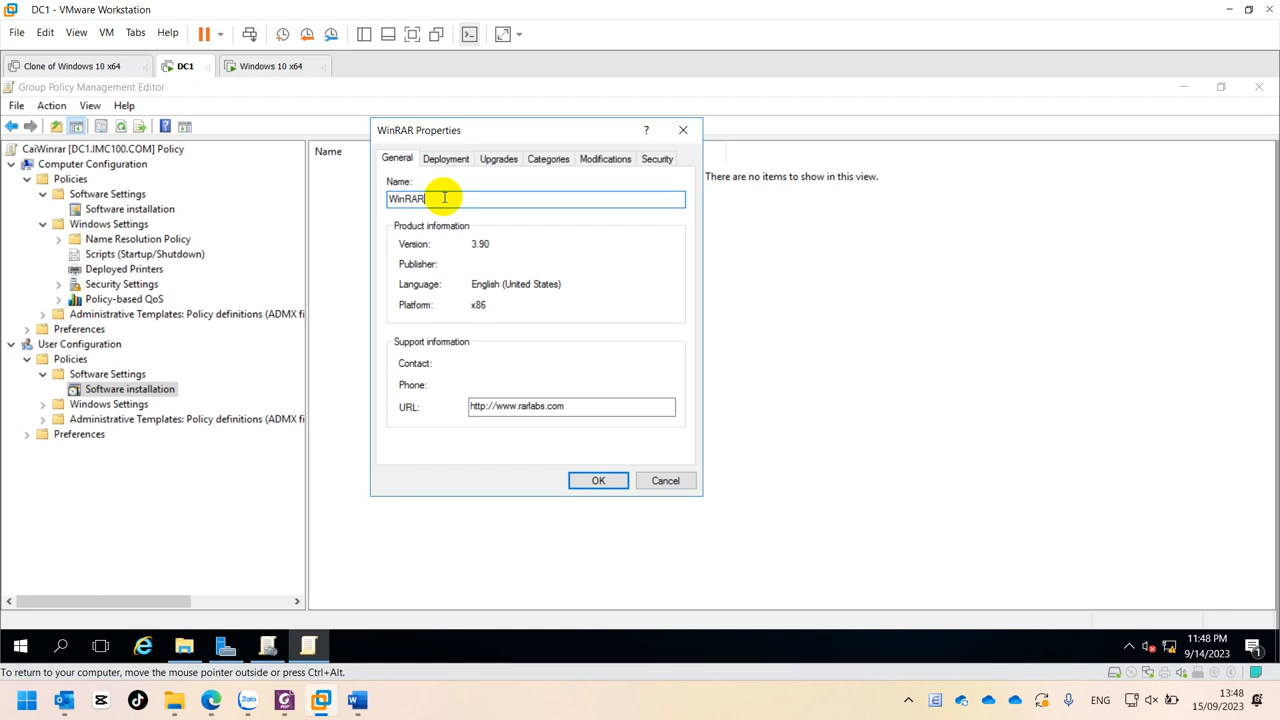 DC1 - VMware Workstation
File Edit View VM Tabs Help
Clone of Windows 10 x64 DC1 Windows 10 x64
Group Policy Management Editor
File Action View Help
CaiWinrar [DC1.IMC100.COM] Policy
Computer Configuration
Policies
Software Settings
Software installation
Windows Settings
Name Resolution Policy
Scripts (Startup/Shutdown)
Deployed Printers
Security Settings
Policy-based QoS
Administrative Templates: Policy definitions (ADMX fi
Preferences
User Configuration
Policies
Software Settings
Software installation
Windows Settings
Administrative Templates: Policy definitions (ADMX fi
Preferences
Name
There are no items to show in this view.
WinRAR Properties
General Deployment Upgrades Categories Modifications Security
Name:
WinRAR
Product information
Version: 3.90
Publisher:
Language: English (United States)
Platform: x86
Support information
Contact:
Phone:
URL: http://www.rarlabs.com
OK Cancel
11:48 PM
9/14/2023
1
To return to your computer, move the mouse pointer outside or press Ctrl+Alt.
Zalo
PDF
ENG
13:48
15/09/2023